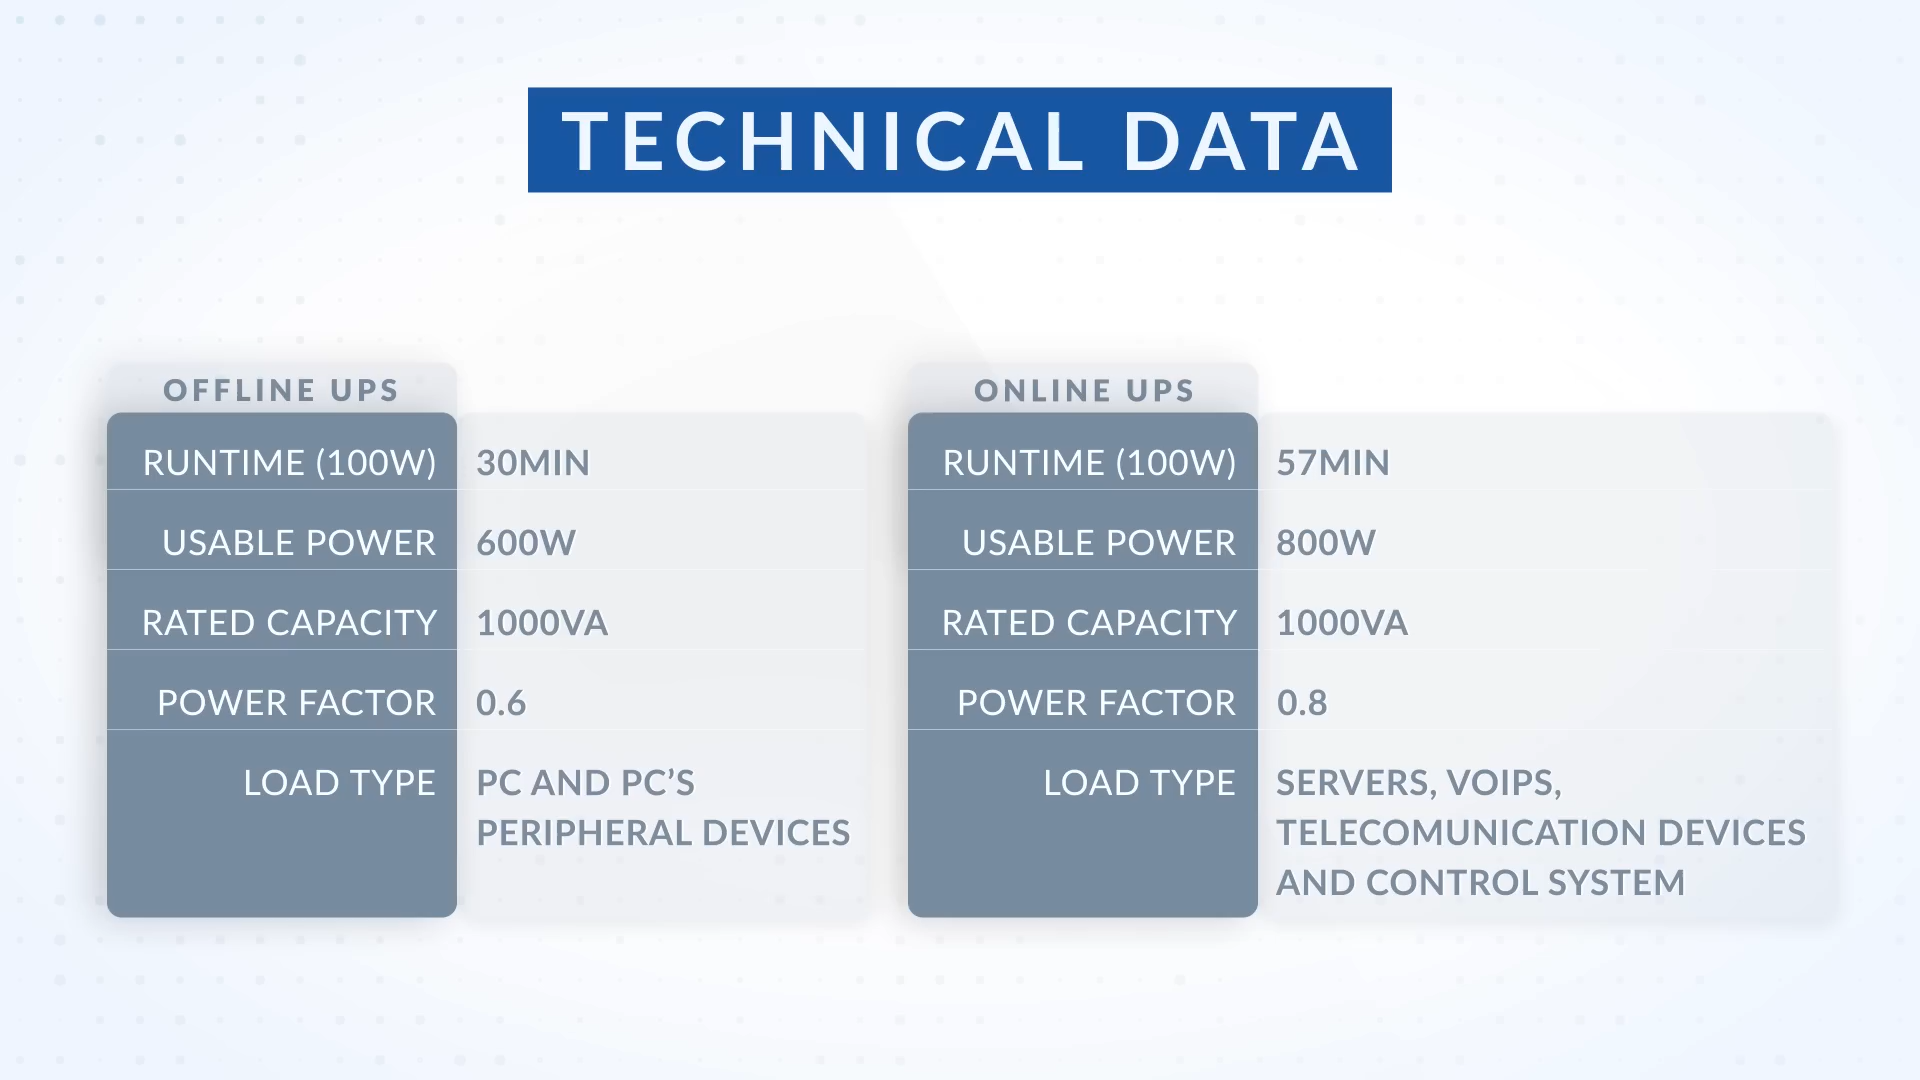 TECHNICAL DATA
OFFLINE UPS
RUNTIME (100W) 30MIN
USABLE POWER 600W
RATED CAPACITY 1000VA
POWER FACTOR 0.6
LOAD TYPE PC AND PC’S
PERIPHERAL DEVICES
ONLINE UPS
RUNTIME (100W) 57MIN
USABLE POWER 800W
RATED CAPACITY 1000VA
POWER FACTOR 0.8
LOAD TYPE SERVERS, VOIPS,
TELECOMUNICATION DEVICES
AND CONTROL SYSTEM